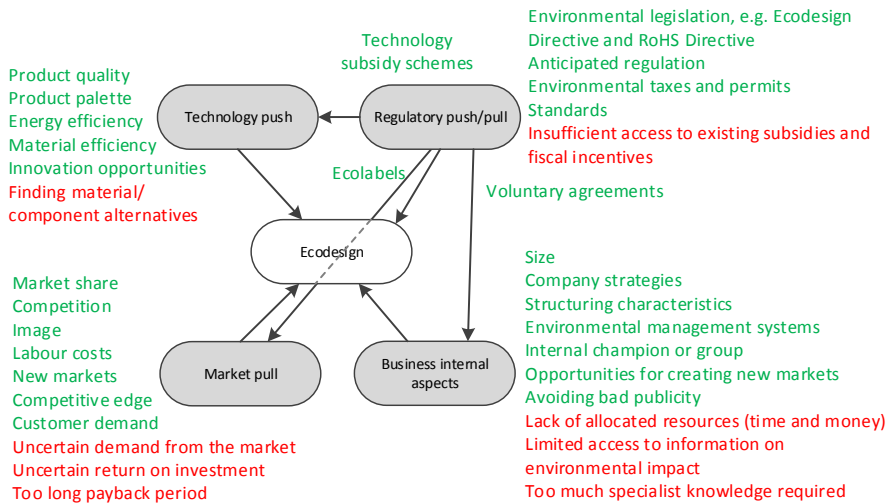 Environmental legislation, e.g. Ecodesign
Directive and RoHS Directive
Anticipated regulation
Environmental taxes and permits
Standards
Insufficient access to existing subsidies and
fiscal incentives
Technology
subsidy schemes
Product quality
Product palette
Energy efficiency
Material efficiency
Innovation opportunities
Finding material/
component alternatives
Technology push
Regulatory push/pull
Ecolabels
Voluntary agreements
Ecodesign
Market share
Competition
Image
Labour costs
New markets
Competitive edge
Customer demand
Uncertain demand from the market
Uncertain return on investment
Too long payback period
Market pull
Business internal
aspects
Size
Company strategies
Structuring characteristics
Environmental management systems
Internal champion or group
Opportunities for creating new markets
Avoiding bad publicity
Lack of allocated resources (time and money)
Limited access to information on
environmental impact
Too much specialist knowledge required